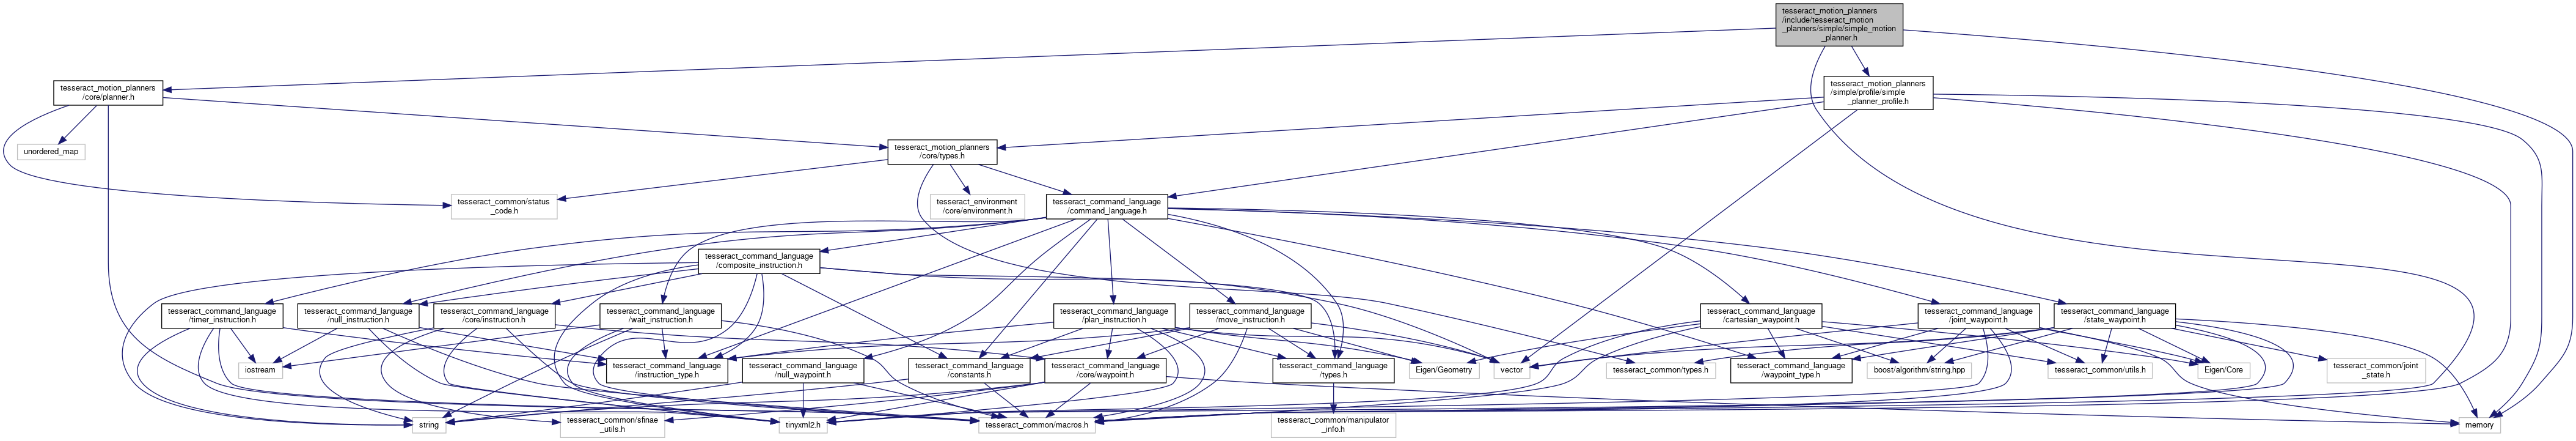 tesseract_motion_planners
/include/tesseract_motion
_planners/simple/simple_motion
_planner.h
tesseract_motion_planners
/core/planner.h
tesseract_motion_planners
/simple/profile/simple
_planner_profile.h
unordered_map
tesseract_motion_planners
/core/types.h
tesseract_common/status
_code.h
tesseract_environment
/core/environment.h
tesseract_command_language
/command_language.h
tesseract_command_language
/composite_instruction.h
tesseract_command_language
/timer_instruction.h
tesseract_command_language
/null_instruction.h
tesseract_command_language
/core/instruction.h
tesseract_command_language
/wait_instruction.h
tesseract_command_language
/plan_instruction.h
tesseract_command_language
/move_instruction.h
tesseract_command_language
/cartesian_waypoint.h
tesseract_command_language
/joint_waypoint.h
tesseract_command_language
/state_waypoint.h
iostream
tesseract_command_language
/instruction_type.h
tesseract_command_language
/null_waypoint.h
tesseract_command_language
/constants.h
tesseract_command_language
/core/waypoint.h
tesseract_command_language
/types.h
Eigen/Geometry
vector
tesseract_common/types.h
tesseract_command_language
/waypoint_type.h
boost/algorithm/string.hpp
tesseract_common/utils.h
Eigen/Core
tesseract_common/joint
_state.h
string
tesseract_common/sfinae
_utils.h
tinyxml2.h
tesseract_common/macros.h
tesseract_common/manipulator
_info.h
memory